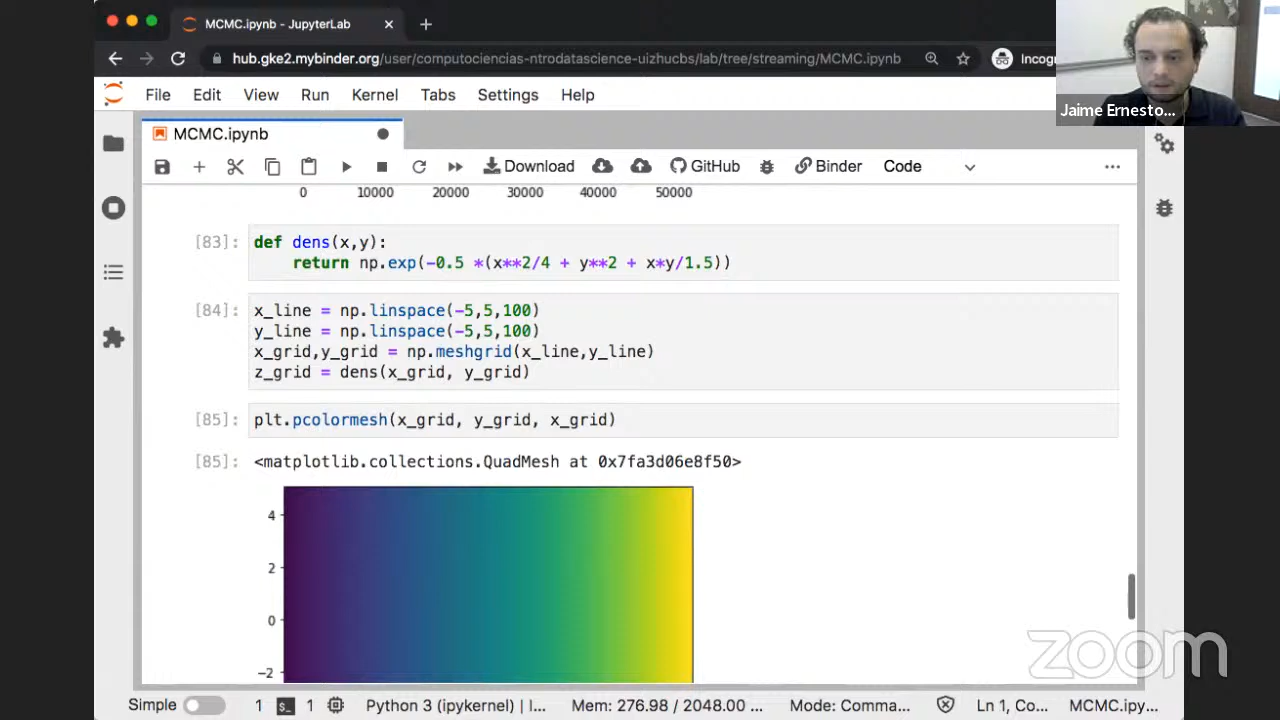 MCMC.ipynb - JupyterLab
hub.gke2.mybinder.org/user/computociencias-ntrodatascience-uizhucbs/lab/tree/streaming/MCMC.ipynb
Incogn
Jaime Ernesto...
File Edit View Run Kernel Tabs Settings Help
MCMC.ipynb
Download GitHub Binder Code
0 10000 20000 30000 40000 50000
[83]: def dens(x,y):
return np.exp(-0.5 *(x**2/4 + y**2 + x*y/1.5))
[84]: x_line = np.linspace(-5,5,100)
y_line = np.linspace(-5,5,100)
x_grid,y_grid = np.meshgrid(x_line,y_line)
z_grid = dens(x_grid, y_grid)
[85]: plt.pcolormesh(x_grid, y_grid, x_grid)
[85]: <matplotlib.collections.QuadMesh at 0x7fa3d06e8f50>
4
2
0
-2
zoom
Simple 1 $_ 1 Python 3 (ipykernel) | I... Mem: 276.98 / 2048.00 ... Mode: Comma... Ln 1, Co... MCMC.ipy...